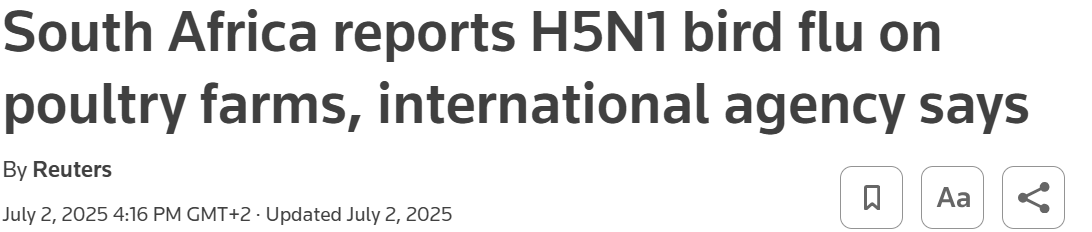 South Africa reports H5N1 bird flu on
poultry farms, international agency says
By Reuters
July 2, 2025 4:16 PM GMT+2 · Updated July 2, 2025
Aa